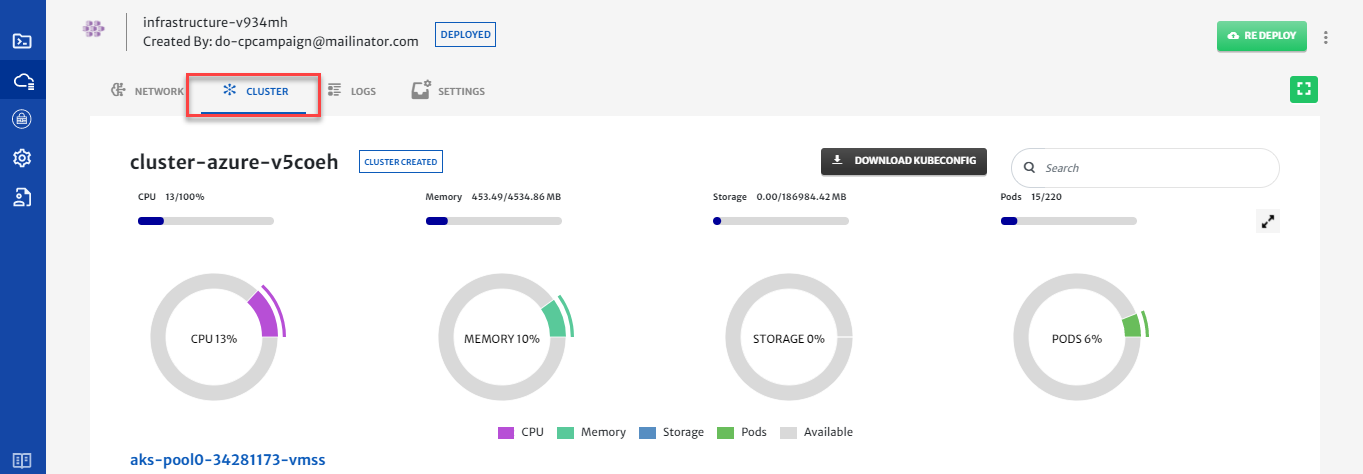 infrastructure-v934mh
Created By: do-cpcampaign@mailinator.com
DEPLOYED
RE DEPLOY
NETWORK
CLUSTER
LOGS
SETTINGS
cluster-azure-v5coeh
CLUSTER CREATED
DOWNLOAD KUBECONFIG
Search
CPU 13/100%
Memory 453.49/4534.86 MB
Storage 0.00/186984.42 MB
Pods 15/220
CPU 13%
MEMORY 10%
STORAGE 0%
PODS 6%
CPU
Memory
Storage
Pods
Available
aks-pool0-34281173-vmss